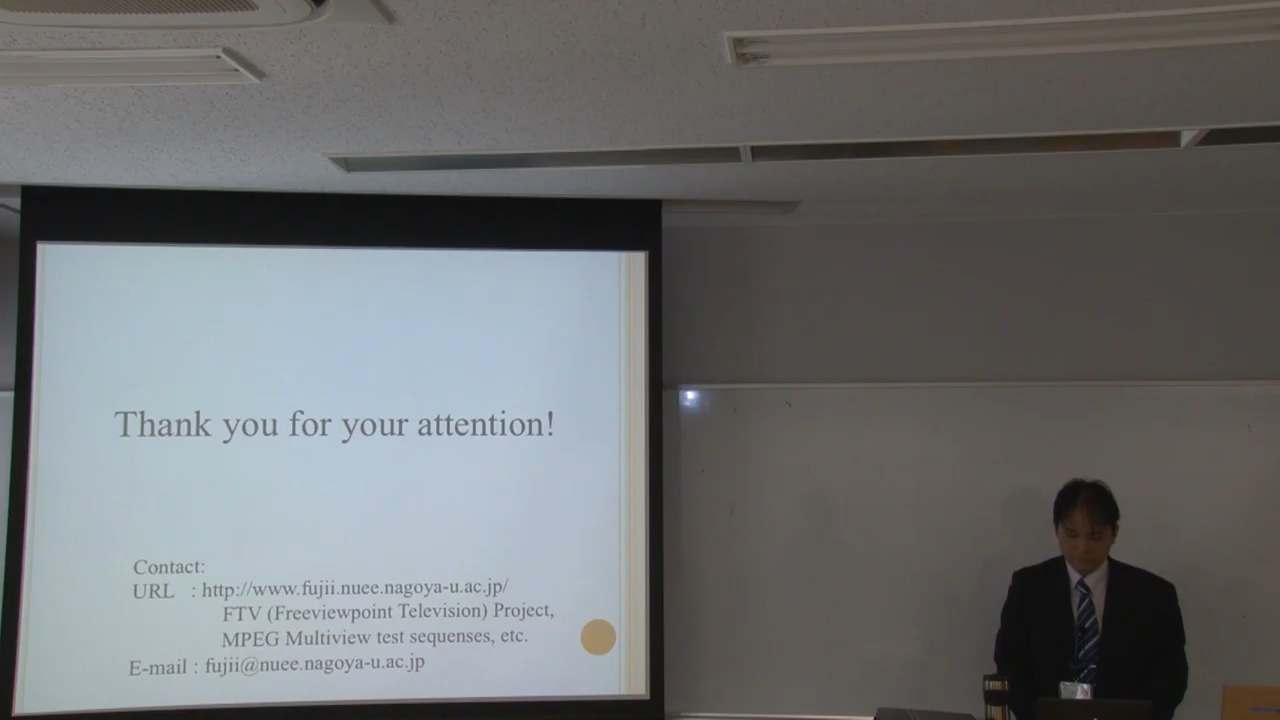 Thank you for your attention!
Contact:
URL : http://www.fujii.nuee.nagoya-u.ac.jp/
FTV (Freeviewpoint Television) Project,
MPEG Multiview test sequenses, etc.
E-mail : fujii@nuee.nagoya-u.ac.jp